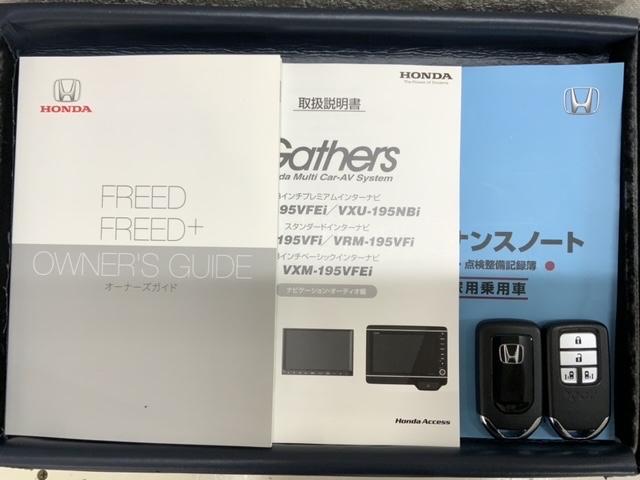 HONDA
FREED
FREED+
OWNER'S GUIDE
オーナーズガイド
HONDA
The Power of Dreams
取扱説明書
Gathers
Honda Multi Car-AV System
インチプレミアムインターナビ
195VFEi/VXU-195NBi
スタンダードインターナビ
195VFi/VRM-195VFi
インチベーシックインターナビ
VXM-195VFEi
ナビゲーション・オーディオ編
Honda Access
ナンスノート
・点検整備記録簿
家用乗用車